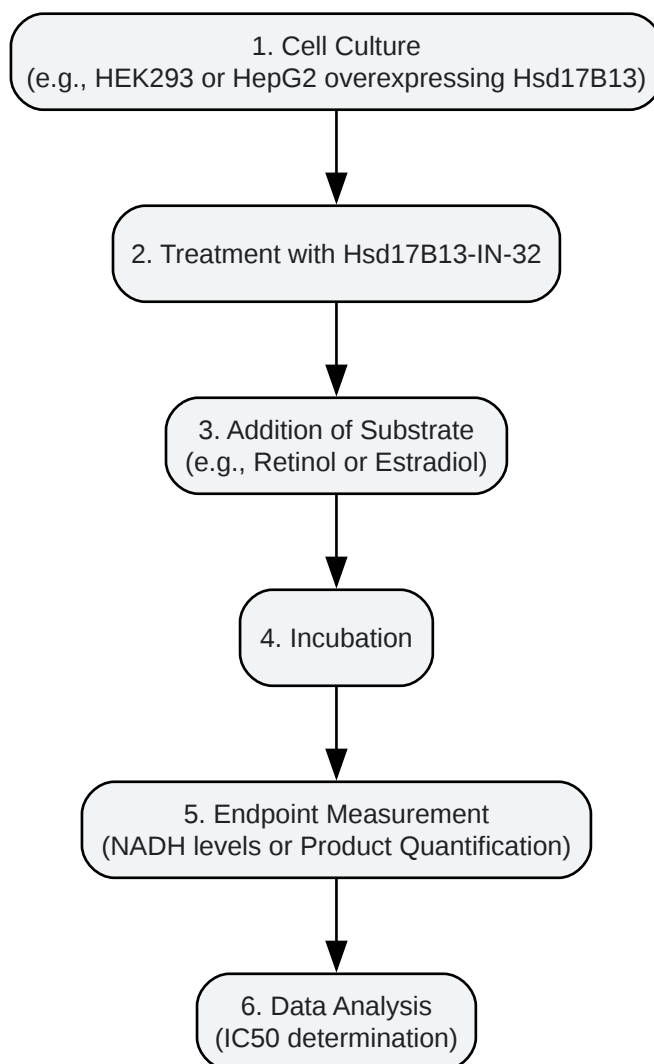 1. Cell Culture
(e.g., HEK293 or HepG2 overexpressing Hsd17B13)
2. Treatment with Hsd17B13-IN-32
3. Addition of Substrate
(e.g., Retinol or Estradiol)
4. Incubation
5. Endpoint Measurement
(NADH levels or Product Quantification)
6. Data Analysis
(IC50 determination)